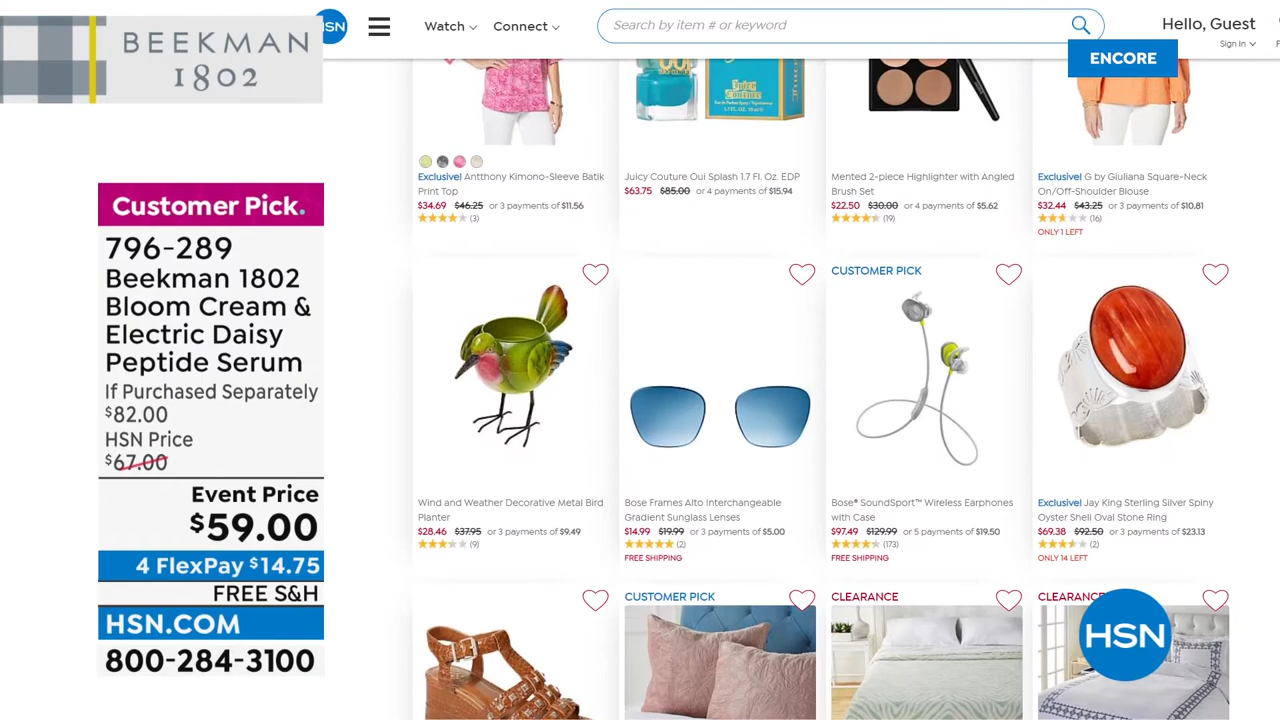 BEEKMAN
1802
HSN
Watch
Connect
Search by item # or keyword
Hello, Guest
Sign In
ENCORE
Customer Pick.
796-289
Beekman 1802
Bloom Cream &
Electric Daisy
Peptide Serum
If Purchased Separately
$82.00
HSN Price
$67.00
Event Price
$59.00
4 FlexPay $14.75
FREE S&H
HSN.COM
800-284-3100
Exclusive! Antthony Kimono-Sleeve Batik
Print Top
$34.69 $46.25 or 3 payments of $11.56
(3)
Juicy Couture Oui Splash 1.7 Fl. Oz. EDP
$63.75 $85.00 or 4 payments of $15.94
Mented 2-piece Highlighter with Angled
Brush Set
$22.50 $30.00 or 4 payments of $5.62
(19)
Exclusive! G by Giuliana Square-Neck
On/Off-Shoulder Blouse
$32.44 $43.25 or 3 payments of $10.81
(16)
ONLY 1 LEFT
Wind and Weather Decorative Metal Bird
Planter
$28.46 $37.95 or 3 payments of $9.49
(9)
Bose Frames Alto Interchangeable
Gradient Sunglass Lenses
$14.99 $19.99 or 3 payments of $5.00
(2)
FREE SHIPPING
CUSTOMER PICK
Bose® SoundSport™ Wireless Earphones
with Case
$97.49 $129.99 or 5 payments of $19.50
(173)
FREE SHIPPING
Exclusive! Jay King Sterling Silver Spiny
Oyster Shell Oval Stone Ring
$69.38 $92.50 or 3 payments of $23.13
(2)
ONLY 14 LEFT
CUSTOMER PICK
CLEARANCE
CLEARANCE
HSN